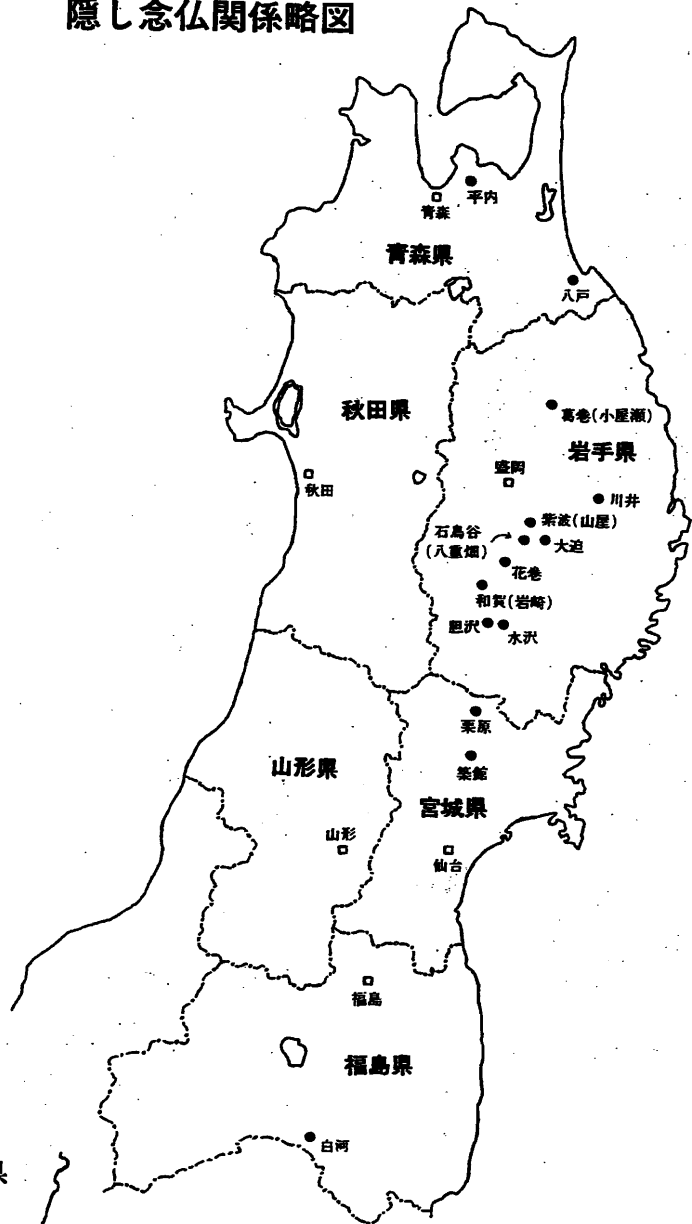 隠し念仏関係略図
平内
青森
青森県
八戸
秋田県
葛巻(小屋瀬)
岩手県
盛岡
秋田
川井
紫波(山屋)
石鳥谷
(八重畑)
大迫
花巻
和賀(岩崎)
胆沢
水沢
栗原
築館
山形県
宮城県
山形
仙台
福島
福島県
白河
県